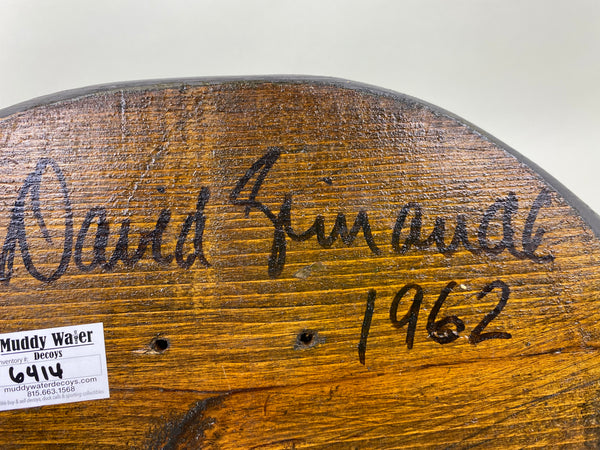 David
1962
Muddy Water
Decoys
Inventory #:
6414
muddywaterdecoys.com
815.663.1568